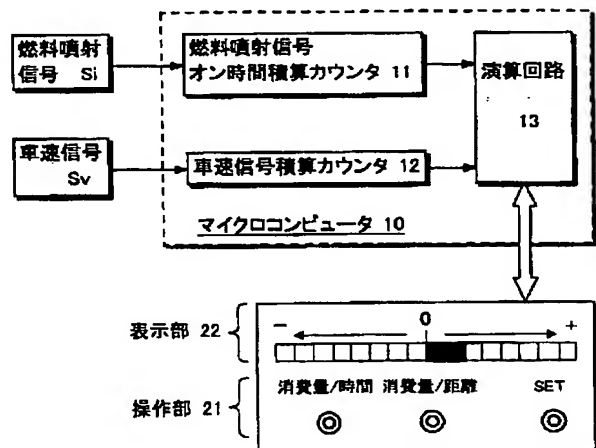 燃料噴射
信号 Si
燃料噴射信号
オン時間積算カウンタ 11
演算回路
13
車速信号
Sv
車速信号積算カウンタ 12
マイクロコンピュータ 10
表示部 22
− 0 +
操作部 21
消費量/時間 消費量/距離 SET